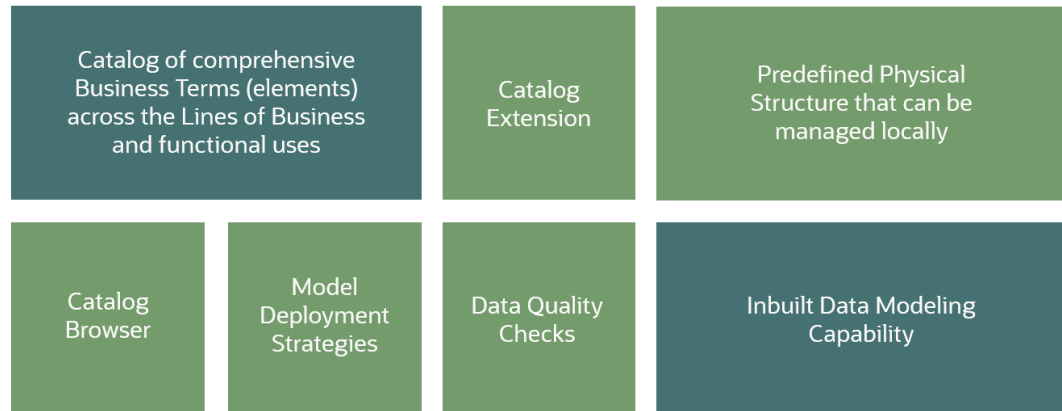 Catalog of comprehensive
Business Terms (elements)
across the Lines of Business
and functional uses
Catalog
Extension
Predefined Physical
Structure that can be
managed locally
Catalog
Browser
Model
Deployment
Strategies
Data Quality
Checks
Inbuilt Data Modeling
Capability